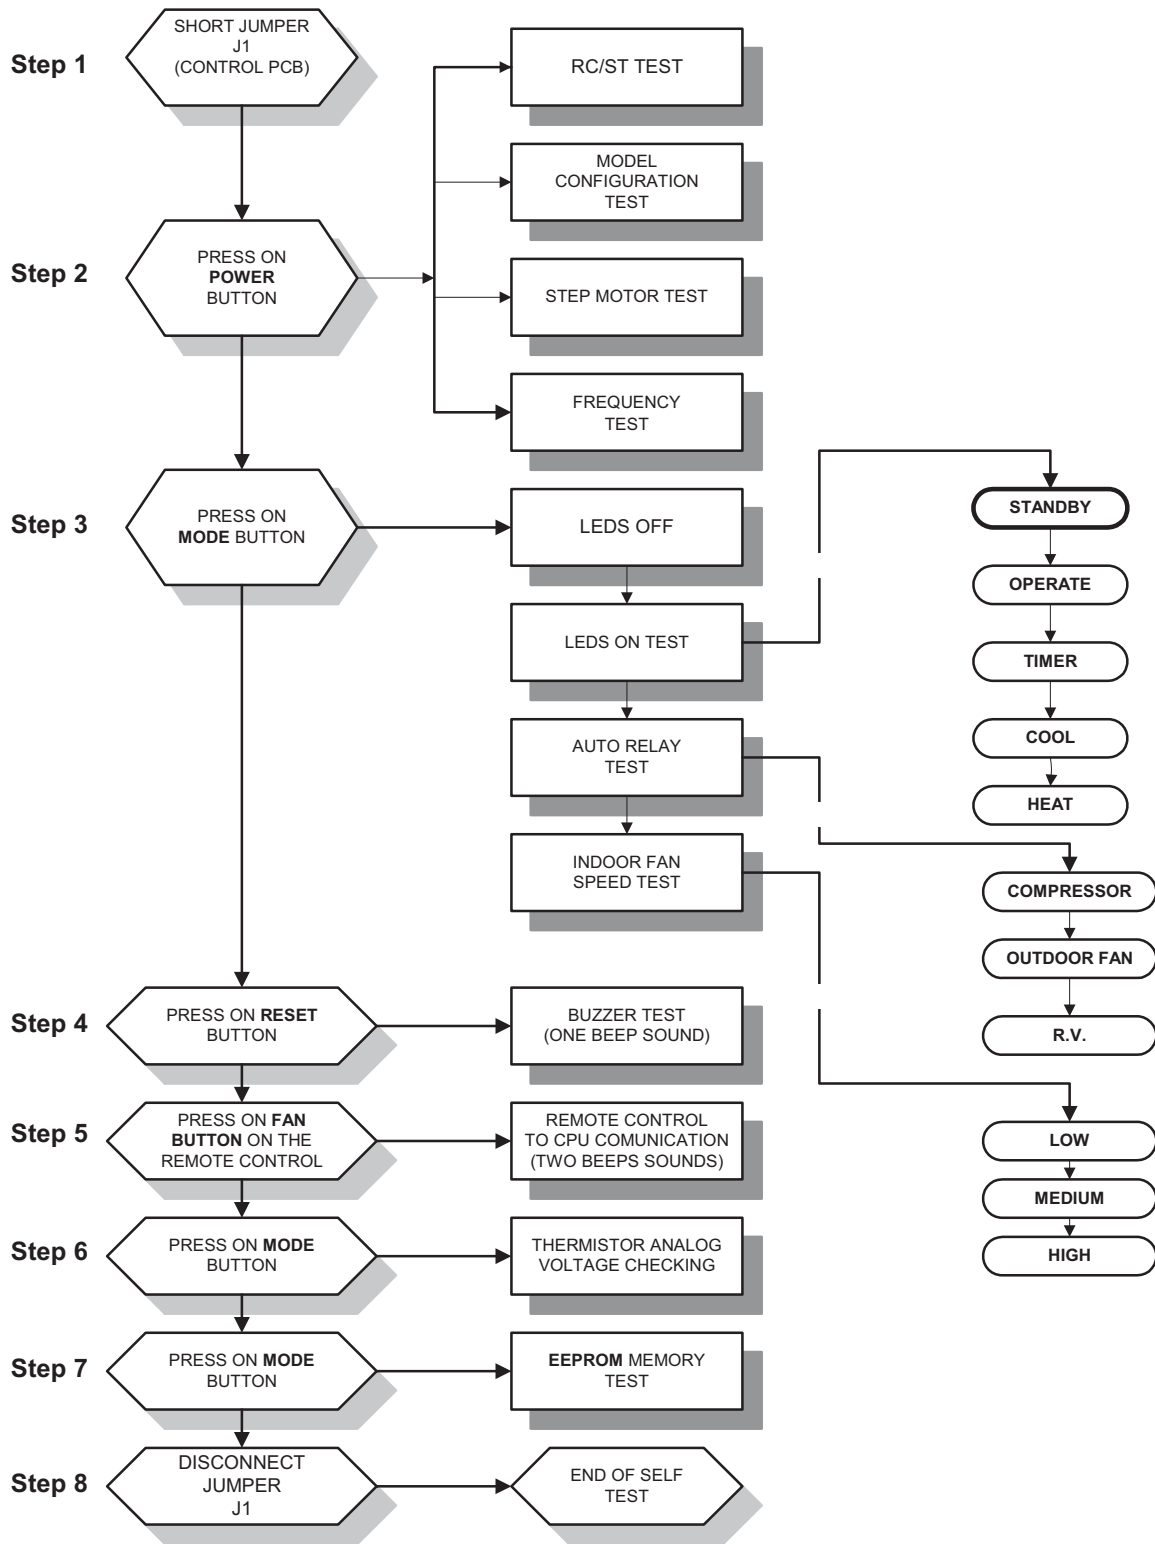 Step 1
SHORT JUMPER
J1
(CONTROL PCB)
RC/ST TEST
MODEL
CONFIGURATION
TEST
Step 2
PRESS ON
POWER
BUTTON
STEP MOTOR TEST
FREQUENCY
TEST
Step 3
PRESS ON
MODE BUTTON
LEDS OFF
LEDS ON TEST
STANDBY
OPERATE
TIMER
COOL
HEAT
AUTO RELAY
TEST
COMPRESSOR
OUTDOOR FAN
R.V.
INDOOR FAN
SPEED TEST
LOW
MEDIUM
HIGH
Step 4
PRESS ON RESET
BUTTON
BUZZER TEST
(ONE BEEP SOUND)
Step 5
PRESS ON FAN
BUTTON ON THE
REMOTE CONTROL
REMOTE CONTROL
TO CPU COMUNICATION
(TWO BEEPS SOUNDS)
Step 6
PRESS ON MODE
BUTTON
THERMISTOR ANALOG
VOLTAGE CHECKING
Step 7
PRESS ON MODE
BUTTON
EEPROM MEMORY
TEST
Step 8
DISCONNECT
JUMPER
J1
END OF SELF
TEST